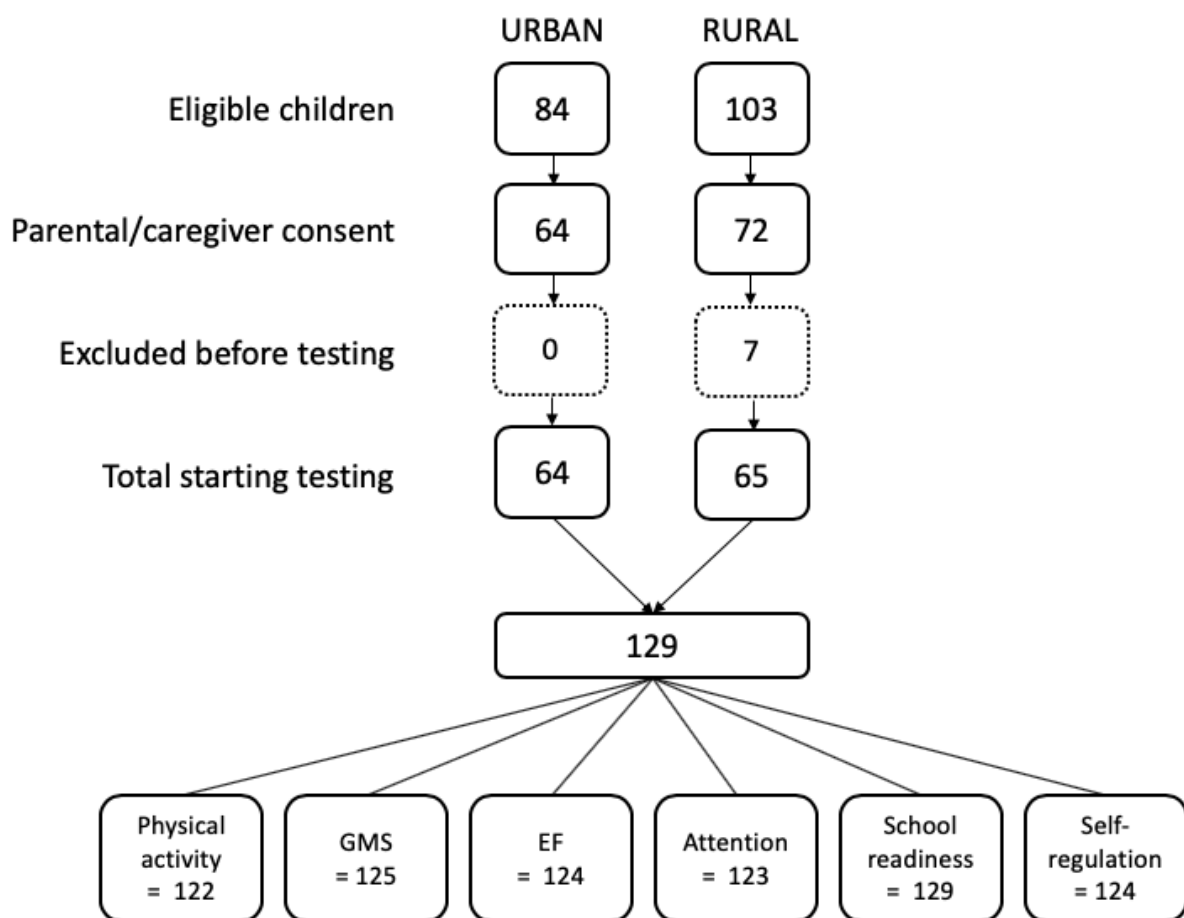 URBAN RURAL
Eligible children 84 103
Parental/caregiver consent 64 72
Excluded before testing 0 7
Total starting testing 64 65
129
Physical
activity
= 122
GMS
= 125
EF
= 124
Attention
= 123
School
readiness
= 129
Self-
regulation
= 124